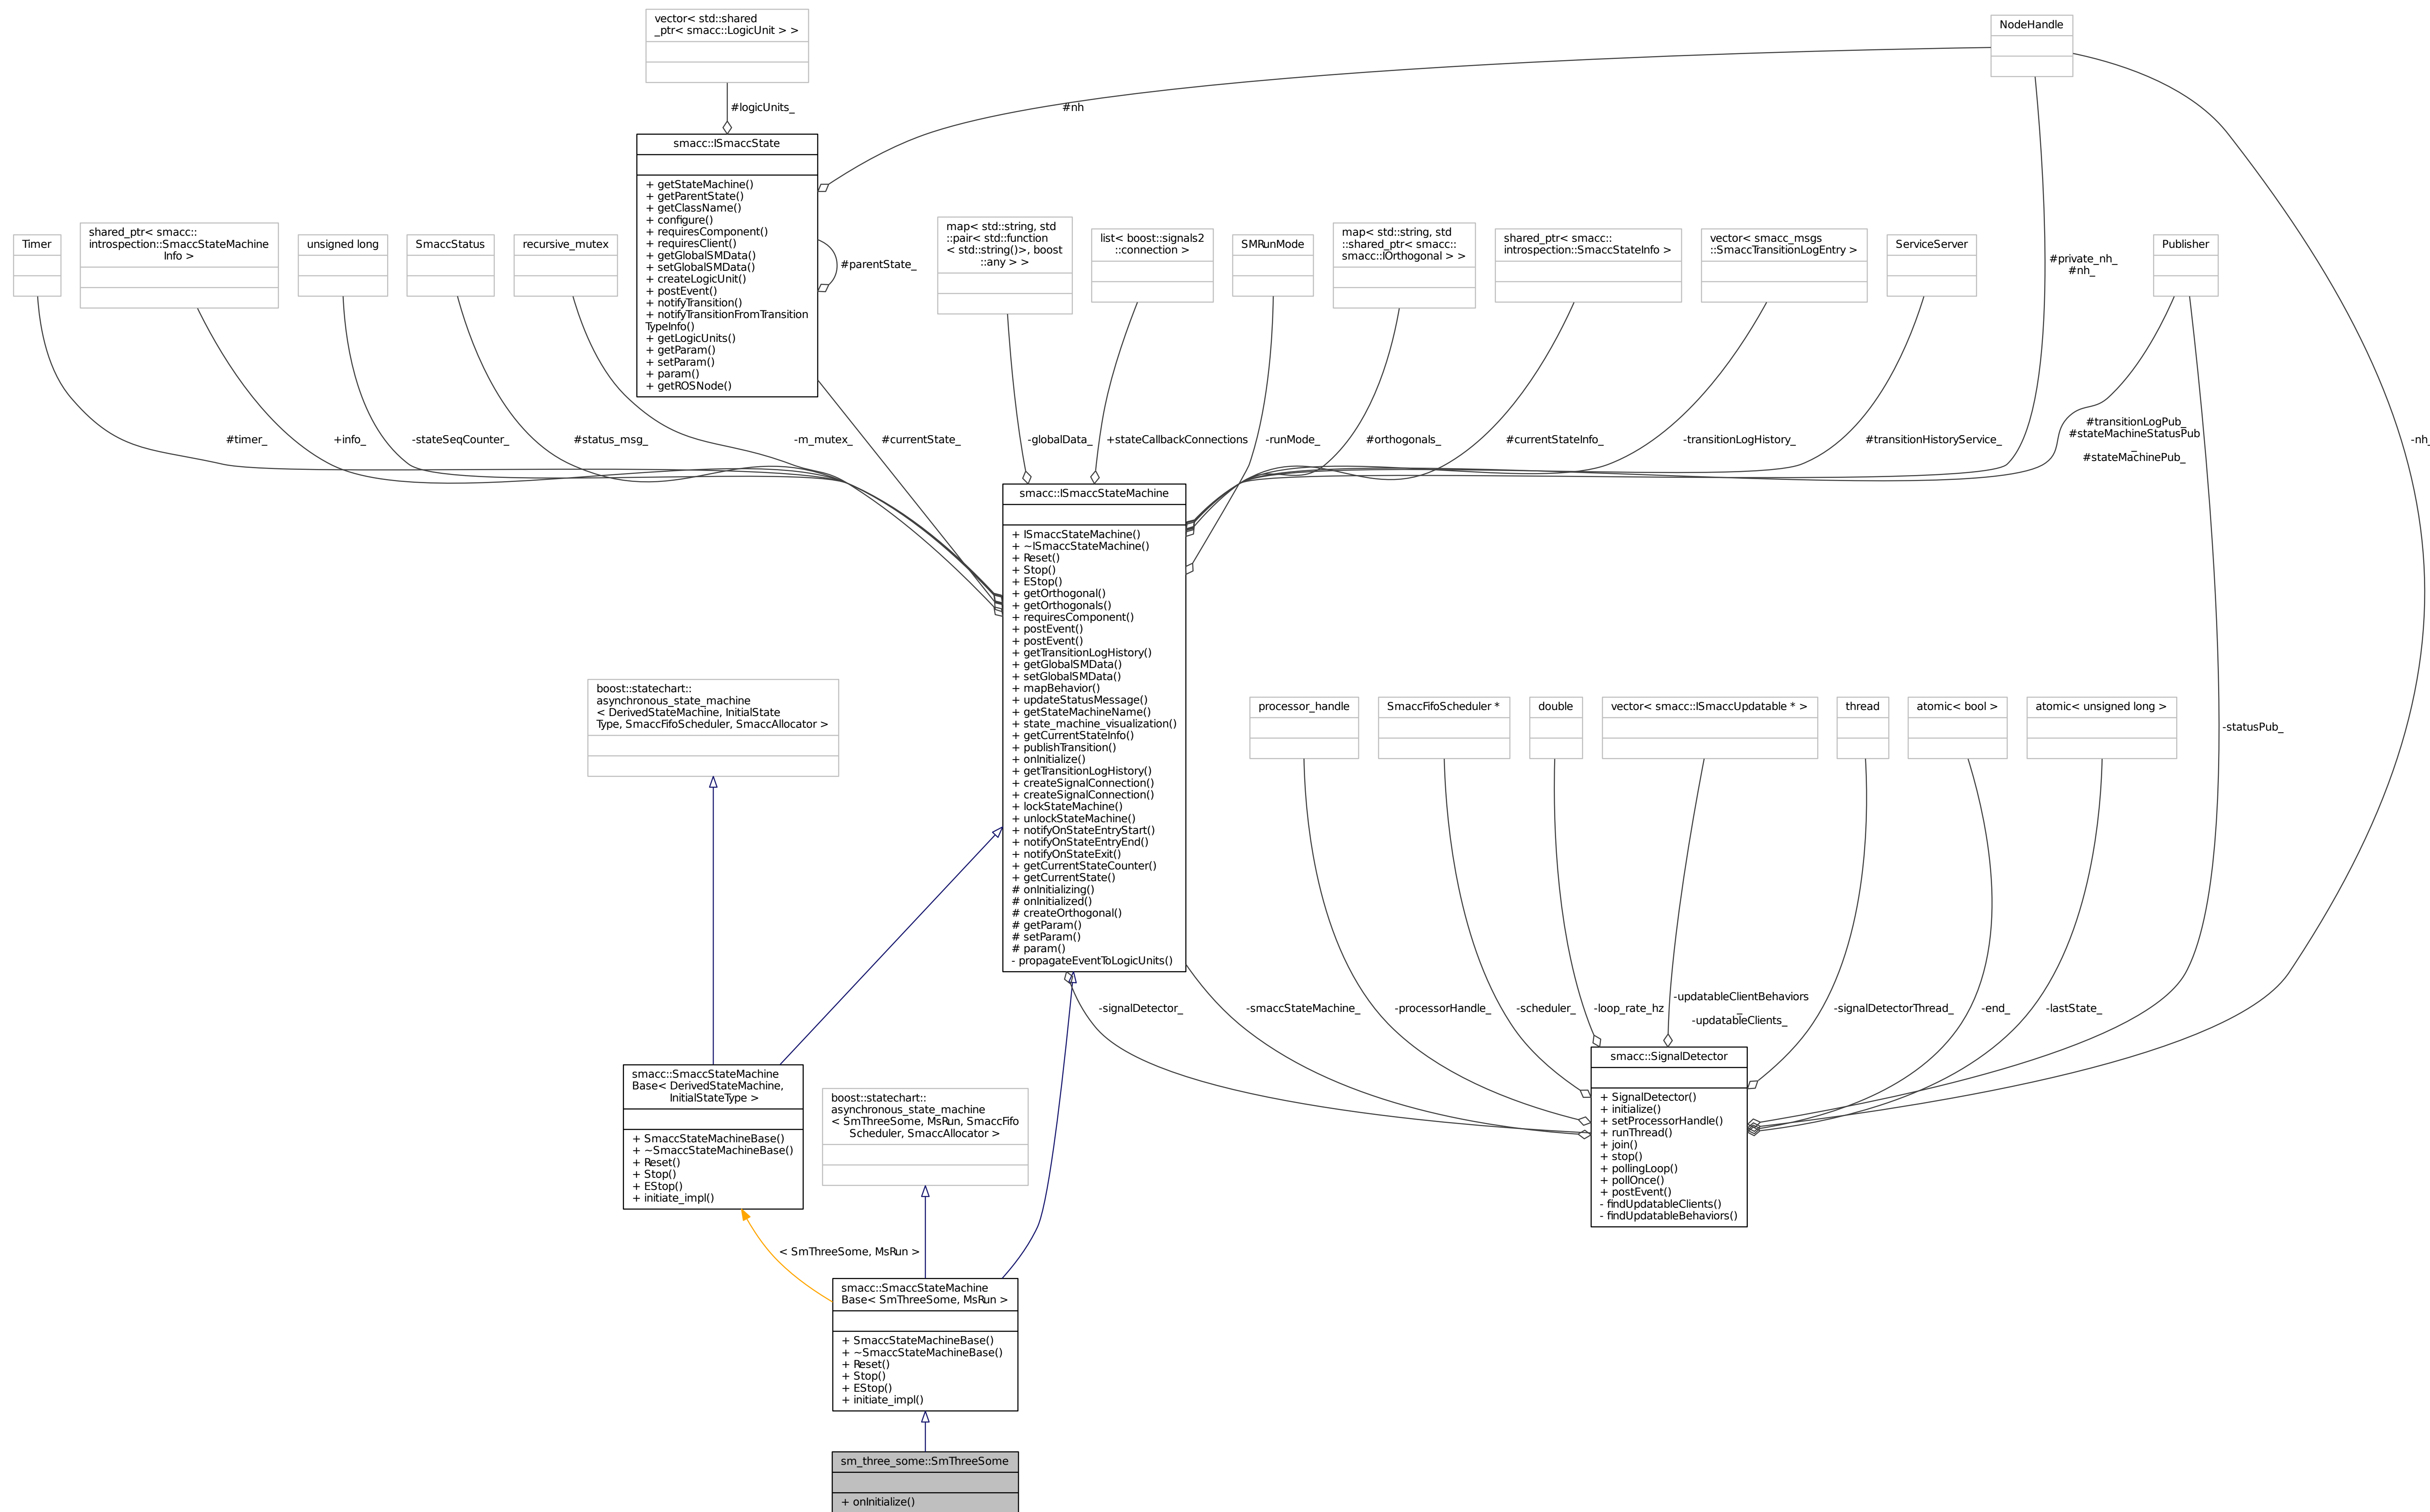 vector< std::shared
_ptr< smacc::LogicUnit > >
NodeHandle
#logicUnits_
#nh
smacc::ISmaccState
+ getStateMachine()
+ getParentState()
+ getClassName()
+ configure()
+ requiresComponent()
+ requiresClient()
+ getGlobalSMData()
+ setGlobalSMData()
+ createLogicUnit()
+ postEvent()
+ notifyTransition()
+ notifyTransitionFromTransition
TypeInfo()
+ getLogicUnits()
+ getParam()
+ setParam()
+ param()
+ getROSNode()
#parentState_
Timer
shared_ptr< smacc::
introspection::SmaccStateMachine
Info >
unsigned long
SmaccStatus
recursive_mutex
map< std::string, std
::pair< std::function
< std::string()>, boost
::any > >
list< boost::signals2
::connection >
SMRunMode
map< std::string, std
::shared_ptr< smacc::
smacc::IOrthogonal > >
shared_ptr< smacc::
introspection::SmaccStateInfo >
vector< smacc_msgs
::SmaccTransitionLogEntry >
ServiceServer
#private_nh_
#nh_
Publisher
#timer_
+info_
-stateSeqCounter_
#status_msg_
-m_mutex_
#currentState_
-globalData_
+stateCallbackConnections
-runMode_
#orthogonals_
#currentStateInfo_
-transitionLogHistory_
#transitionHistoryService_
#transitionLogPub_
#stateMachineStatusPub
_
#stateMachinePub_
-nh_
smacc::ISmaccStateMachine
+ ISmaccStateMachine()
+ ~ISmaccStateMachine()
+ Reset()
+ Stop()
+ EStop()
+ getOrthogonal()
+ getOrthogonals()
+ requiresComponent()
+ postEvent()
+ postEvent()
+ getTransitionLogHistory()
+ getGlobalSMData()
+ setGlobalSMData()
+ mapBehavior()
+ updateStatusMessage()
+ getStateMachineName()
+ state_machine_visualization()
+ getCurrentStateInfo()
+ publishTransition()
+ onInitialize()
+ getTransitionLogHistory()
+ createSignalConnection()
+ createSignalConnection()
+ lockStateMachine()
+ unlockStateMachine()
+ notifyOnStateEntryStart()
+ notifyOnStateEntryEnd()
+ notifyOnStateExit()
+ getCurrentStateCounter()
+ getCurrentState()
# onInitializing()
# onInitialized()
# createOrthogonal()
# getParam()
# setParam()
# param()
- propagateEventToLogicUnits()
boost::statechart::
asynchronous_state_machine
< DerivedStateMachine, InitialState
Type, SmaccFifoScheduler, SmaccAllocator >
processor_handle
SmaccFifoScheduler *
double
vector< smacc::ISmaccUpdatable * >
thread
atomic< bool >
atomic< unsigned long >
-statusPub_
-signalDetector_
-smaccStateMachine_
-processorHandle_
-scheduler_
-loop_rate_hz
-updatableClientBehaviors
_
-updatableClients_
-signalDetectorThread_
-end_
-lastState_
smacc::SignalDetector
+ SignalDetector()
+ initialize()
+ setProcessorHandle()
+ runThread()
+ join()
+ stop()
+ pollingLoop()
+ pollOnce()
+ postEvent()
- findUpdatableClients()
- findUpdatableBehaviors()
smacc::SmaccStateMachine
Base< DerivedStateMachine,
InitialStateType >
+ SmaccStateMachineBase()
+ ~SmaccStateMachineBase()
+ Reset()
+ Stop()
+ EStop()
+ initiate_impl()
boost::statechart::
asynchronous_state_machine
< SmThreeSome, MsRun, SmaccFifo
Scheduler, SmaccAllocator >
< SmThreeSome, MsRun >
smacc::SmaccStateMachine
Base< SmThreeSome, MsRun >
+ SmaccStateMachineBase()
+ ~SmaccStateMachineBase()
+ Reset()
+ Stop()
+ EStop()
+ initiate_impl()
sm_three_some::SmThreeSome
+ onInitialize()